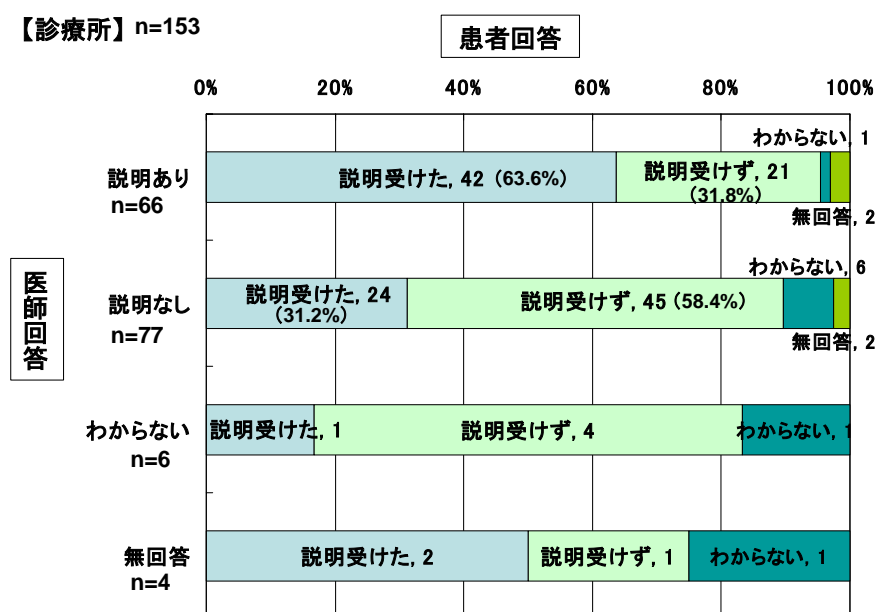 【診療所】 n=153
患者回答
0% 20% 40% 60% 80% 100%
わからない, 1
説明あり
n=66
説明受けた, 42 (63.6%)
説明受けず, 21
(31.8%)
無回答, 2
医師回答
わからない, 6
説明なし
n=77
説明受けた, 24
(31.2%)
説明受けず, 45 (58.4%)
無回答, 2
わからない
n=6
説明受けた, 1
説明受けず, 4
わからない, 1
無回答
n=4
説明受けた, 2
説明受けず, 1
わからない, 1